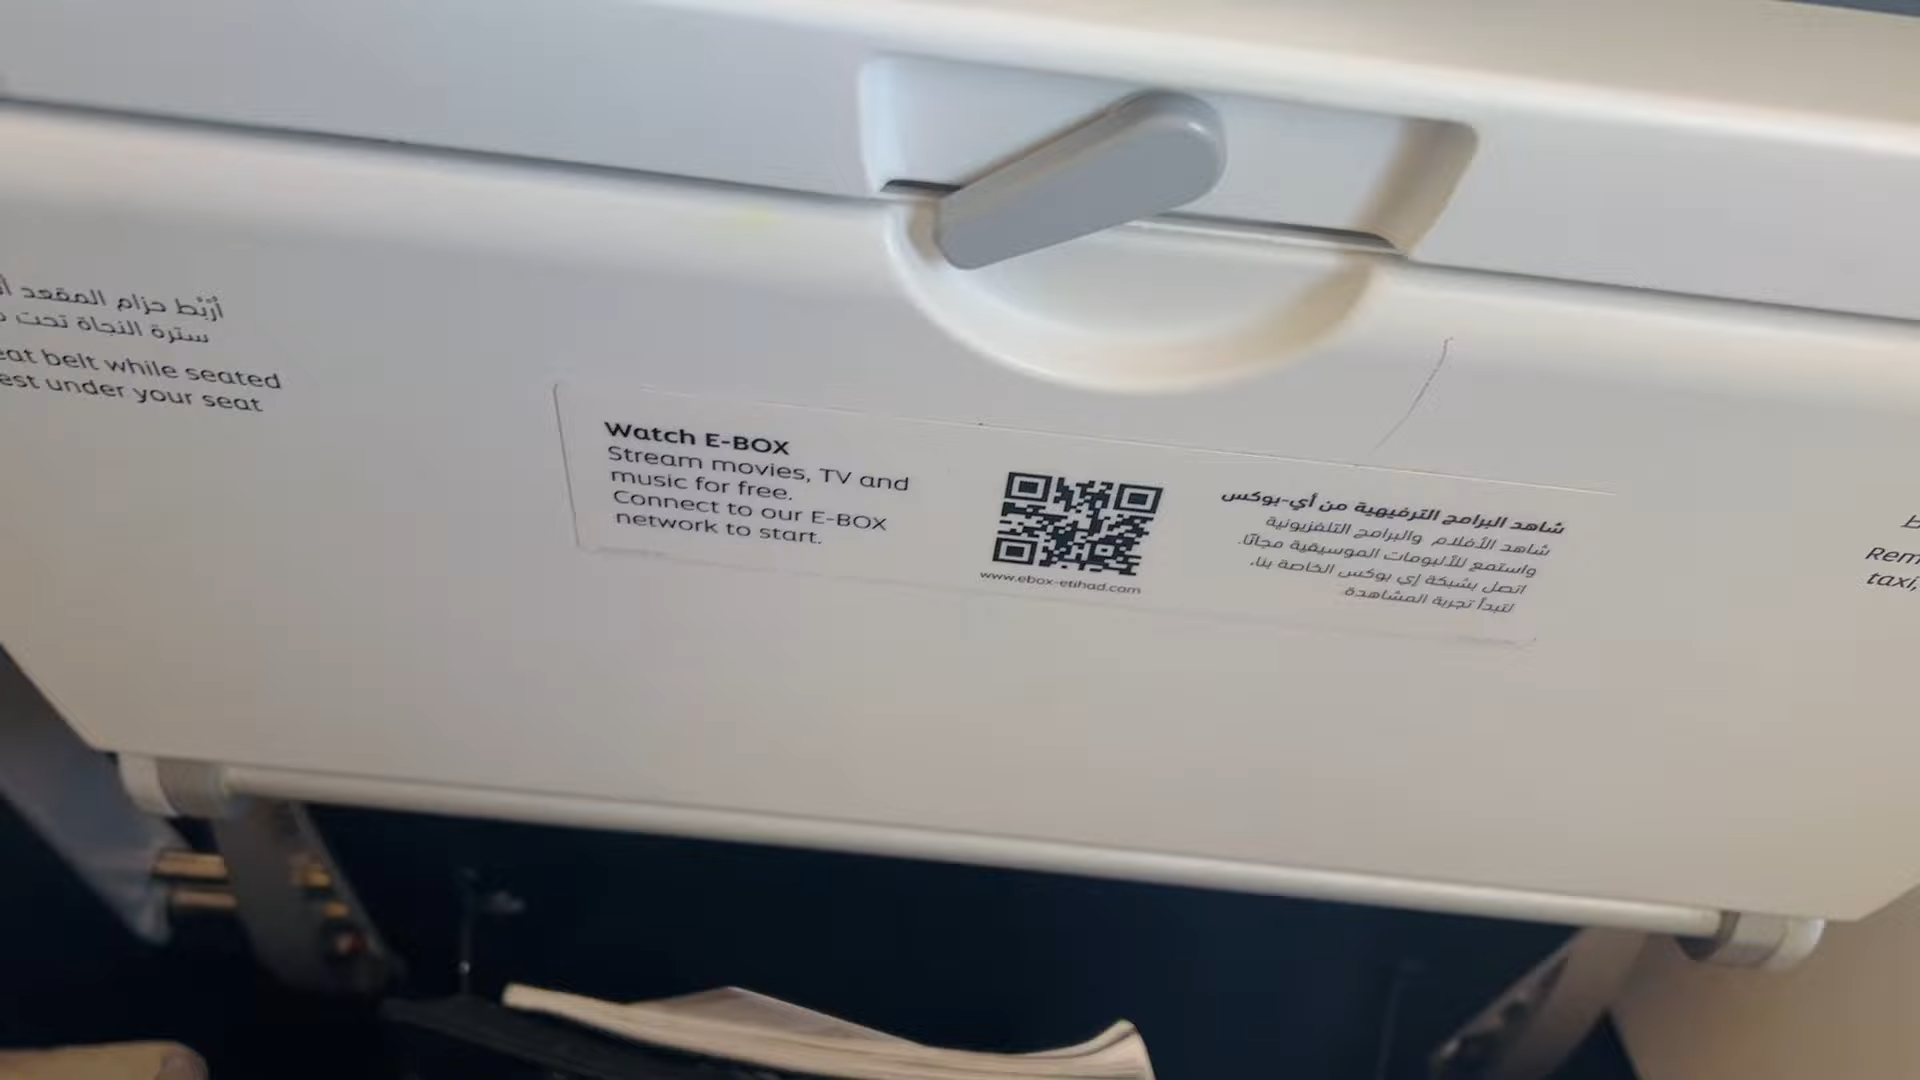 أرْبُط حزام المقعد
سترة النجاة تحت
eat belt while seated
est under your seat
Watch E-BOX
Stream movies, TV and
music for free.
Connect to our E-BOX
network to start.
www.ebox-etihad.com
شاهد البرامج الترفيهية من أي-بوكس
شاهد الأفلام والبرامج التلفزيونية
واستمع للألبومات الموسيقية مجانًا.
اتصل بشبكة إي بوكس الخاصة بنا،
لتبدأ تجربة المشاهدة
Rem
taxi,